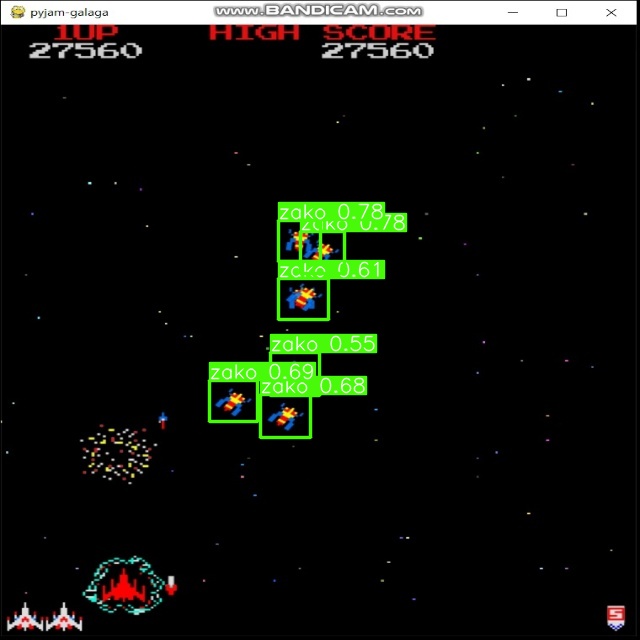 pyjam-galaga
www.BANDICAM.com
1UP HIGH SCORE
27560 27560
zako 0.78
zako 0.78
zako 0.61
zako 0.55
zako 0.69
zako 0.68
S